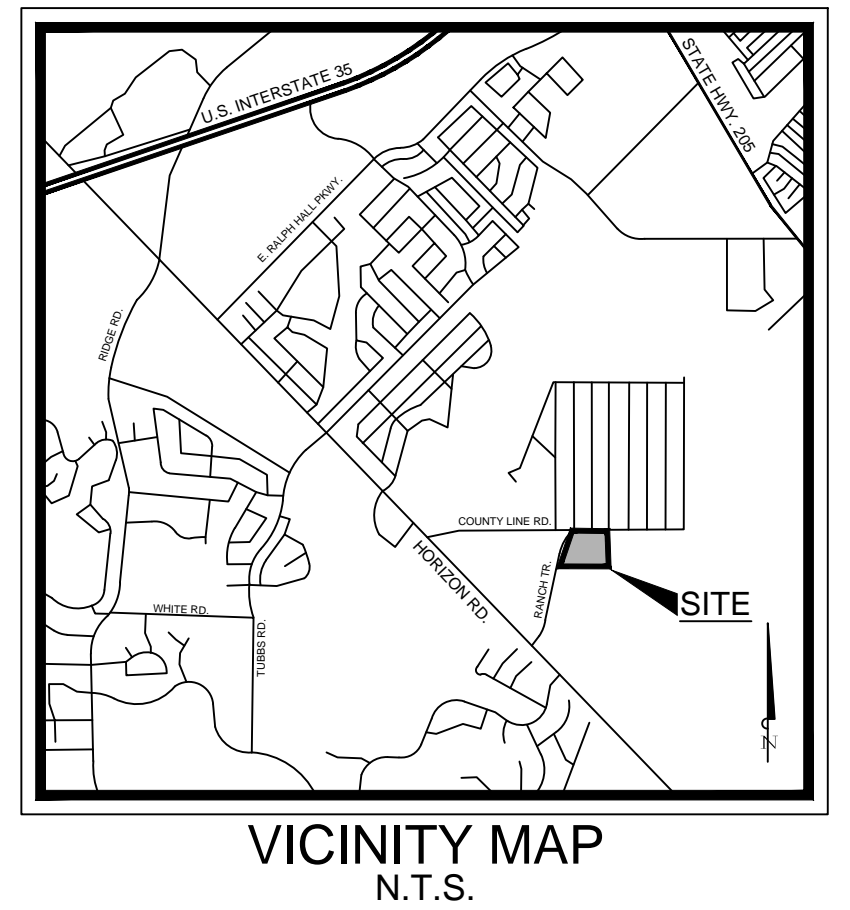 U.S. INTERSTATE 35
STATE HWY. 205
E. RALPH HALL PKWY.
RIDGE RD.
COUNTY LINE RD.
HORIZON RD.
RANCH TR.
SITE
WHITE RD.
TUBBS RD.
N
VICINITY MAP
N.T.S.